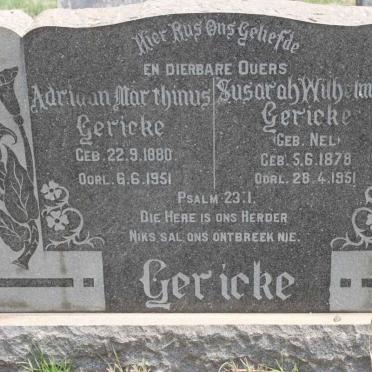 Hier Rus Ons Geliefde
EN DIERBARE OUERS
Adriaan Marthinus
Gericke
GEB. 22.9.1880.
OORL. 6.6.1951
Susarah Wilhelm
Gericke
(GEB. NEL)
GEB. 5.6.1878
OORL. 28.4.1951
PSALM 23:1.
DIE HERE IS ONS HERDER
NIKS SAL ONS ONTBREEK NIE.
Gericke